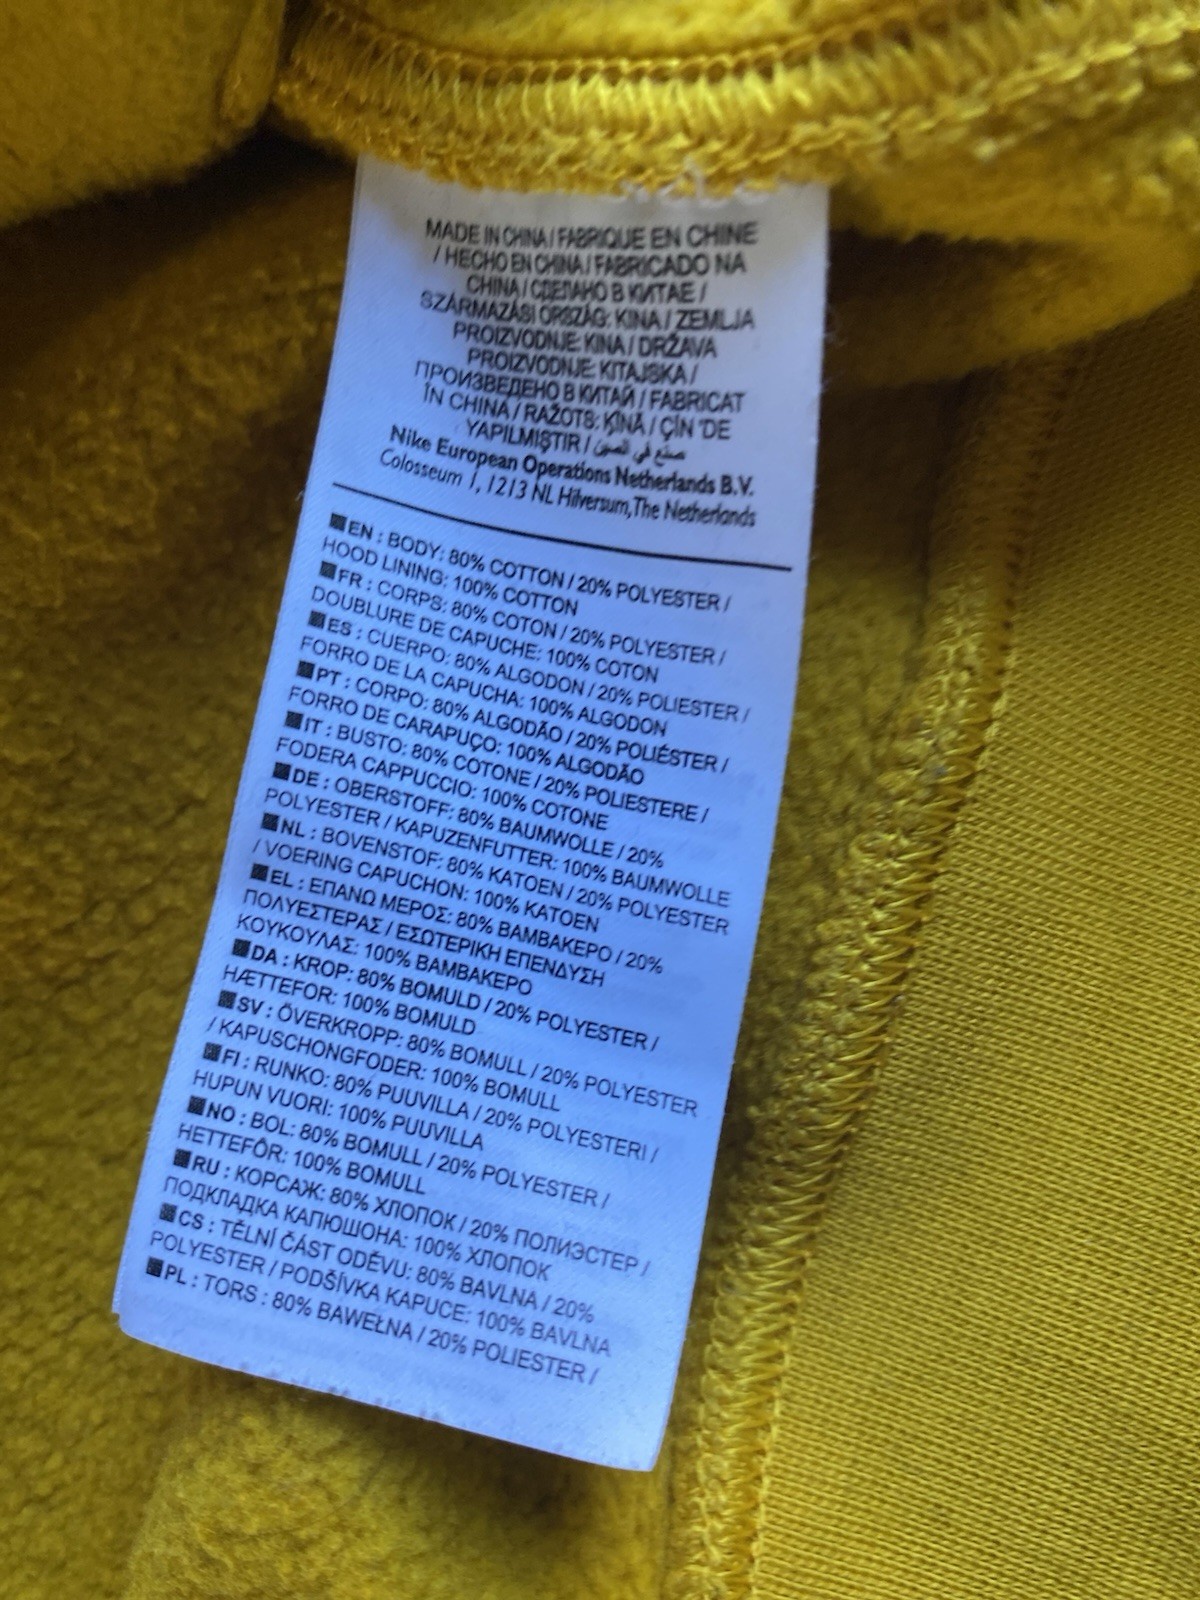 MADE IN CHINA / FABRIQUE EN CHINE
/ HECHO EN CHINA / FABRICADO NA
CHINA / СДЕЛАНО В КИТАЕ /
SZÁRMAZÁSI ORSZÁG: KINA / ZEMLJA
PROIZVODNJE: KINA / DRŽAVA
PROIZVODNJE: KITAJSKA /
ПРОИЗВЕДЕНО В КИТАЙ / FABRICAT
ÎN CHINA / RAŽOTS: ĶĪNĀ / ÇİN 'DE
YAPILMIŞTIR / صنع في الصين
Nike European Operations Netherlands B.V.
Colosseum 1, 1213 NL Hilversum, The Netherlands
EN : BODY: 80% COTTON / 20% POLYESTER /
HOOD LINING: 100% COTTON
FR : CORPS: 80% COTON / 20% POLYESTER /
DOUBLURE DE CAPUCHE: 100% COTON
ES : CUERPO: 80% ALGODON / 20% POLIESTER /
FORRO DE LA CAPUCHA: 100% ALGODON
PT : CORPO: 80% ALGODÃO / 20% POLIÉSTER /
FORRO DE CARAPUÇO: 100% ALGODÃO
IT : BUSTO: 80% COTONE / 20% POLIESTERE /
FODERA CAPPUCCIO: 100% COTONE
DE : OBERSTOFF: 80% BAUMWOLLE / 20%
POLYESTER / KAPUZENFUTTER: 100% BAUMWOLLE
NL : BOVENSTOF: 80% KATOEN / 20% POLYESTER
/ VOERING CAPUCHON: 100% KATOEN
EL : ΕΠΑΝΩ ΜΕΡΟΣ: 80% ΒΑΜΒΑΚΕΡΟ / 20%
ΠΟΛΥΕΣΤΕΡΑΣ / ΕΣΩΤΕΡΙΚΗ ΕΠΕΝΔΥΣΗ
ΚΟΥΚΟΥΛΑΣ: 100% ΒΑΜΒΑΚΕΡΟ
DA : KROP: 80% BOMULD / 20% POLYESTER /
HÆTTEFOR: 100% BOMULD
SV : ÖVERKROPP: 80% BOMULL / 20% POLYESTER
/ KAPUSCHONGFODER: 100% BOMULL
FI : RUNKO: 80% PUUVILLA / 20% POLYESTERI /
HUPUN VUORI: 100% PUUVILLA
NO : BOL: 80% BOMULL / 20% POLYESTER /
HETTEFÔR: 100% BOMULL
RU : КОРСАЖ: 80% ХЛОПОК / 20% ПОЛИЭСТЕР /
ПОДКЛАДКА КАПЮШОНА: 100% ХЛОПОК
CS : TĚLNÍ ČÁST ODĚVU: 80% BAVLNA / 20%
POLYESTER / PODŠÍVKA KAPUCE: 100% BAVLNA
PL : TORS : 80% BAWEŁNA / 20% POLIESTER /